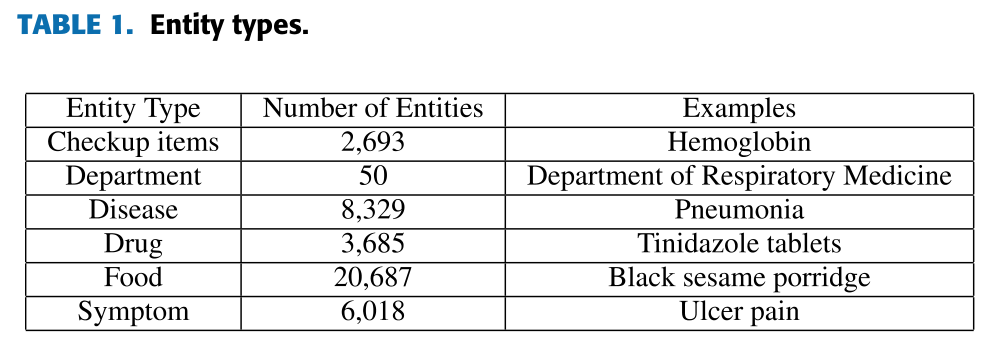 TABLE 1. Entity types.
Entity Type Number of Entities Examples
Checkup items 2,693 Hemoglobin
Department 50 Department of Respiratory Medicine
Disease 8,329 Pneumonia
Drug 3,685 Tinidazole tablets
Food 20,687 Black sesame porridge
Symptom 6,018 Ulcer pain